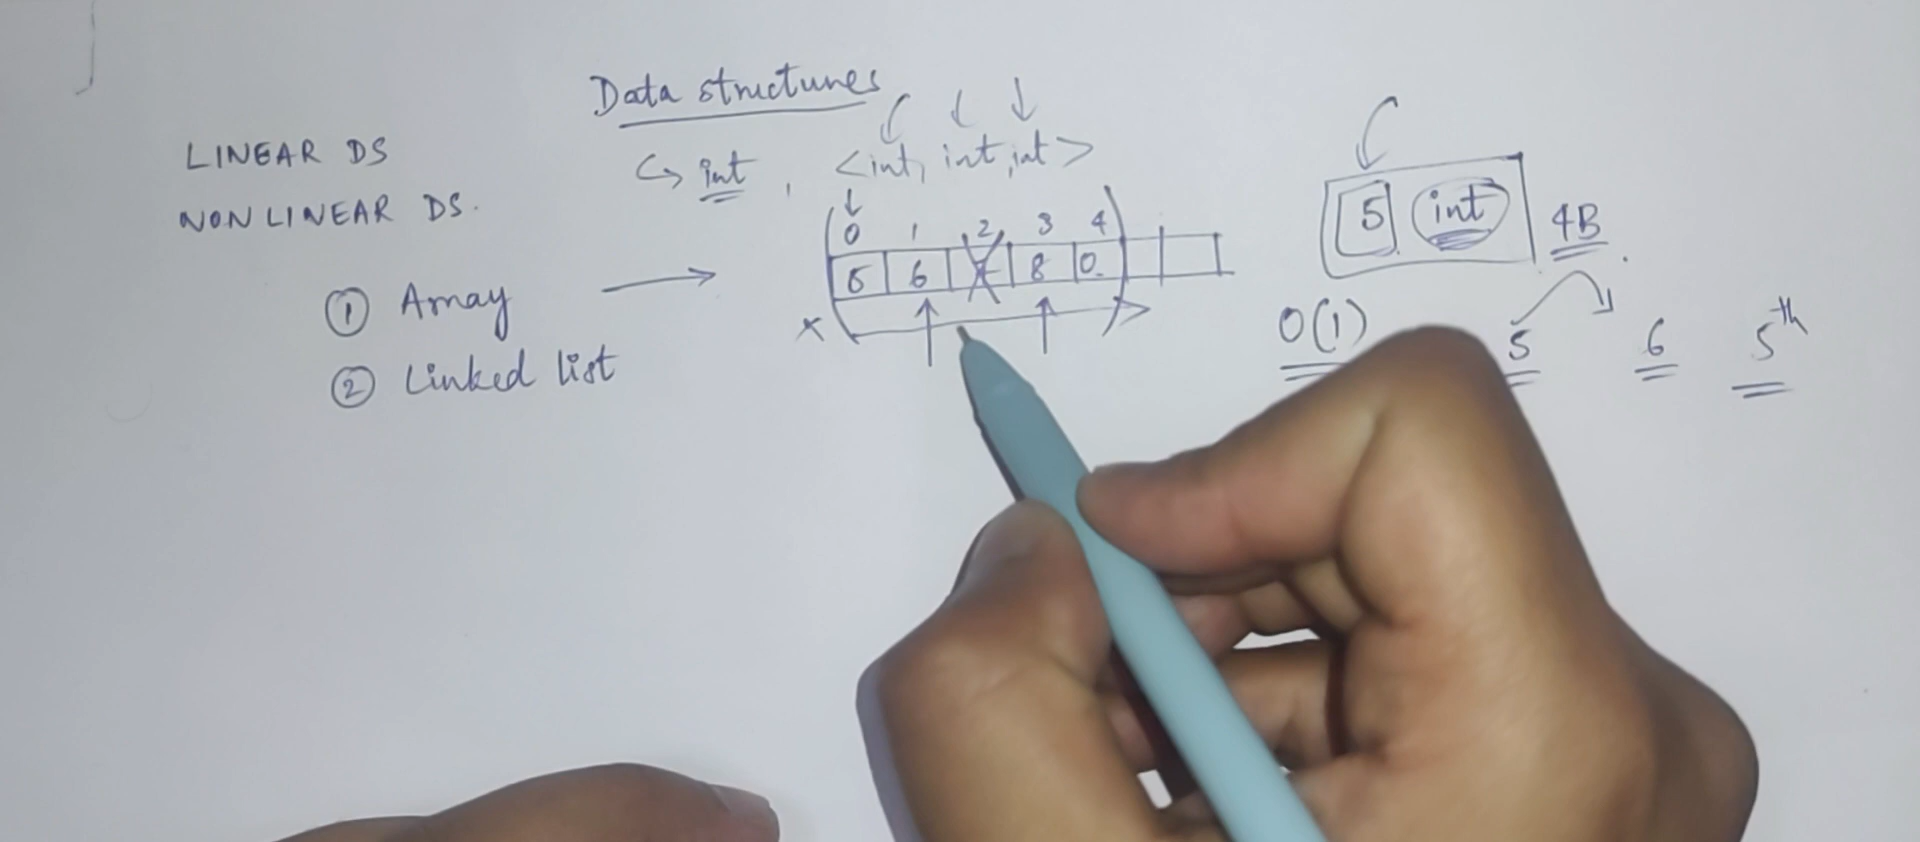 Data structures
LINEAR DS
NON LINEAR DS.
int, <int, int, int>
0 1 2 3 4
5 6 8 0
5 int 4B
① Array
② Linked list
X
O(1) 5 6 5th